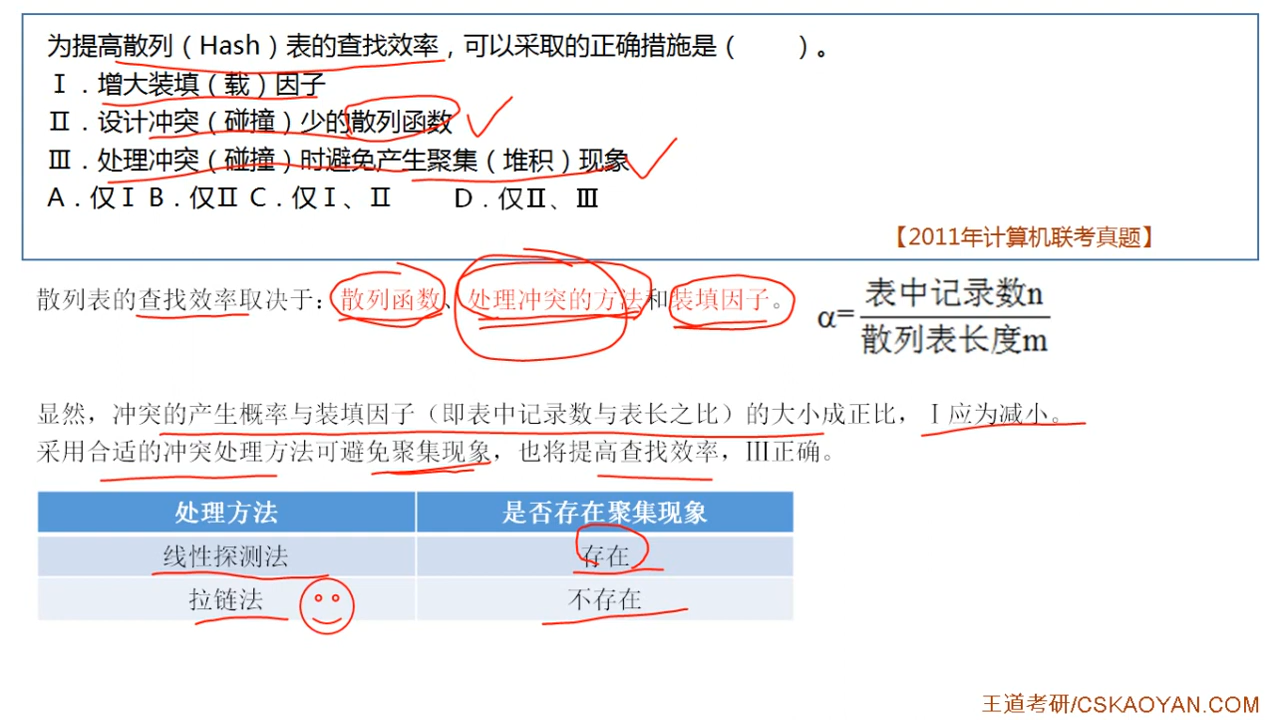 为提高散列（Hash）表的查找效率，可以采取的正确措施是（　　）。
Ⅰ．增大装填（载）因子
Ⅱ．设计冲突（碰撞）少的散列函数
Ⅲ．处理冲突（碰撞）时避免产生聚集（堆积）现象
A．仅Ⅰ B．仅Ⅱ C．仅Ⅰ、Ⅱ　　D．仅Ⅱ、Ⅲ
【2011年计算机联考真题】
散列表的查找效率取决于：散列函数、处理冲突的方法和装填因子。
α=表中记录数n
散列表长度m
显然，冲突的产生概率与装填因子（即表中记录数与表长之比）的大小成正比，Ⅰ应为减小。
采用合适的冲突处理方法可避免聚集现象，也将提高查找效率，Ⅲ正确。
处理方法 是否存在聚集现象
线性探测法 存在
拉链法 不存在
王道考研/CSKAOYAN.COM